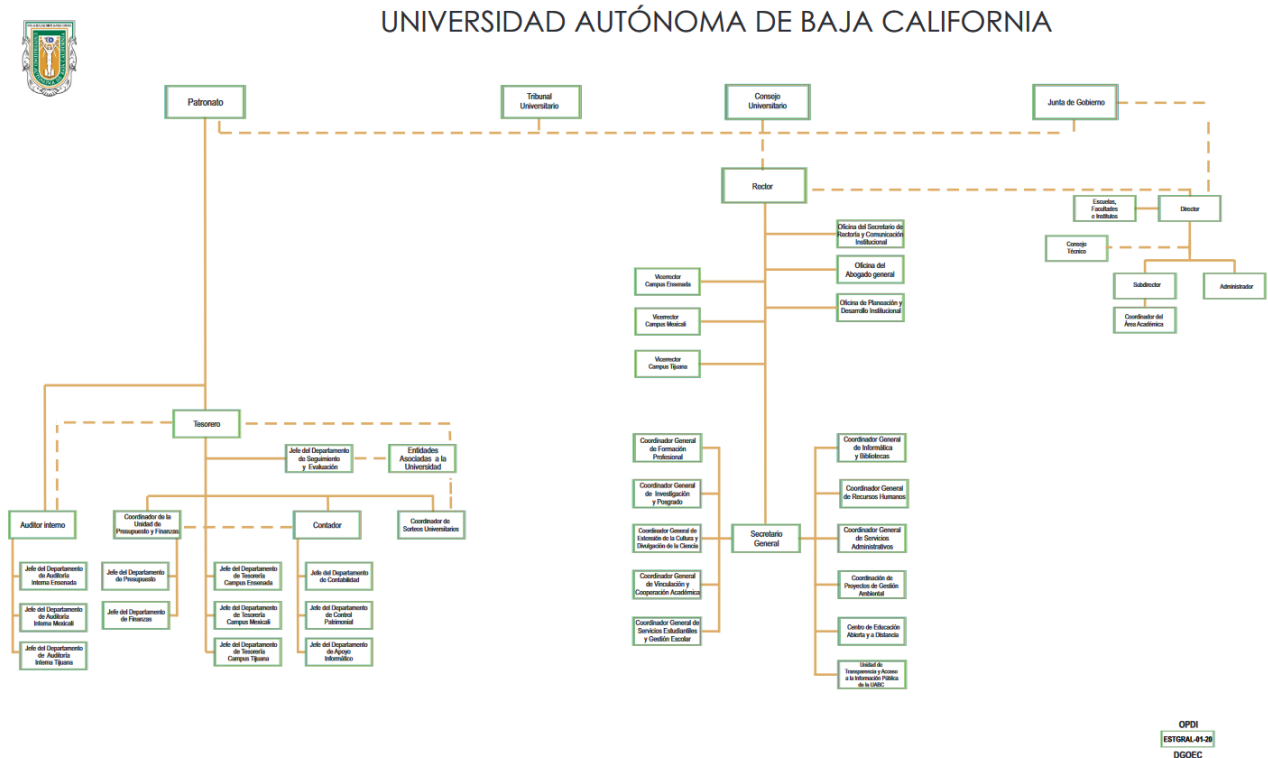 UNIVERSIDAD AUTÓNOMA DE BAJA CALIFORNIA
Patronato
Tribunal
Universitario
Consejo
Universitario
Junta de Gobierno
Rector
Escuelas,
Facultades
e Institutos
Director
Consejo
Técnico
Subdirector
Administrador
Coordinador del
Área Académica
Oficina del Secretario de
Rectoría y Comunicación
Institucional
Oficina del
Abogado general
Oficina de Planeación y
Desarrollo Institucional
Vicerrector
Campus Ensenada
Vicerrector
Campus Mexicali
Vicerrector
Campus Tijuana
Tesorero
Jefe del Departamento
de Seguimiento
y Evaluación
Entidades
Asociadas a la
Universidad
Auditor interno
Coordinador de la
Unidad de
Presupuesto y Finanzas
Contador
Coordinador de
Sorteos Universitarios
Jefe del Departamento
de Auditoría
Interna Ensenada
Jefe del Departamento
de Auditoría
Interna Mexicali
Jefe del Departamento
de Auditoría
Interna Tijuana
Jefe del Departamento
de Presupuesto
Jefe del Departamento
de Finanzas
Jefe del Departamento
de Tesorería
Campus Ensenada
Jefe del Departamento
de Tesorería
Campus Mexicali
Jefe del Departamento
de Tesorería
Campus Tijuana
Jefe del Departamento
de Contabilidad
Jefe del Departamento
de Control
Patrimonial
Jefe del Departamento
de Apoyo
Informático
Coordinador General
de Formación
Profesional
Coordinador General
de Investigación
y Posgrado
Coordinador General de
Extensión de la Cultura y
Divulgación de la Ciencia
Coordinador General
de Vinculación y
Cooperación Académica
Coordinador General de
Servicios Estudiantiles
y Gestión Escolar
Secretario
General
Coordinador General
de Informática
y Bibliotecas
Coordinador General
de Recursos Humanos
Coordinador General
de Servicios
Administrativos
Coordinación de
Proyectos de Gestión
Ambiental
Centro de Educación
Abierta y a Distancia
Unidad de
Transparencia y Acceso
a la Información Pública
de la UABC
OPDI
ESTGRAL-01-20
DGOEC